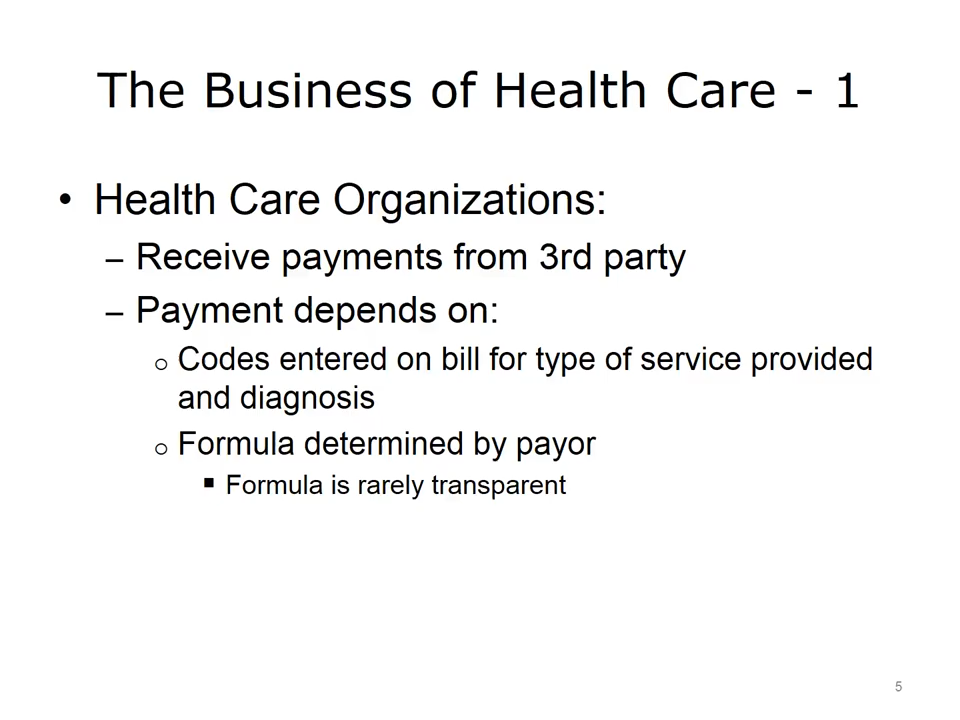 The Business of Health Care - 1
• Health Care Organizations:
– Receive payments from 3rd party
– Payment depends on:
o Codes entered on bill for type of service provided
and diagnosis
o Formula determined by payor
▪ Formula is rarely transparent
5